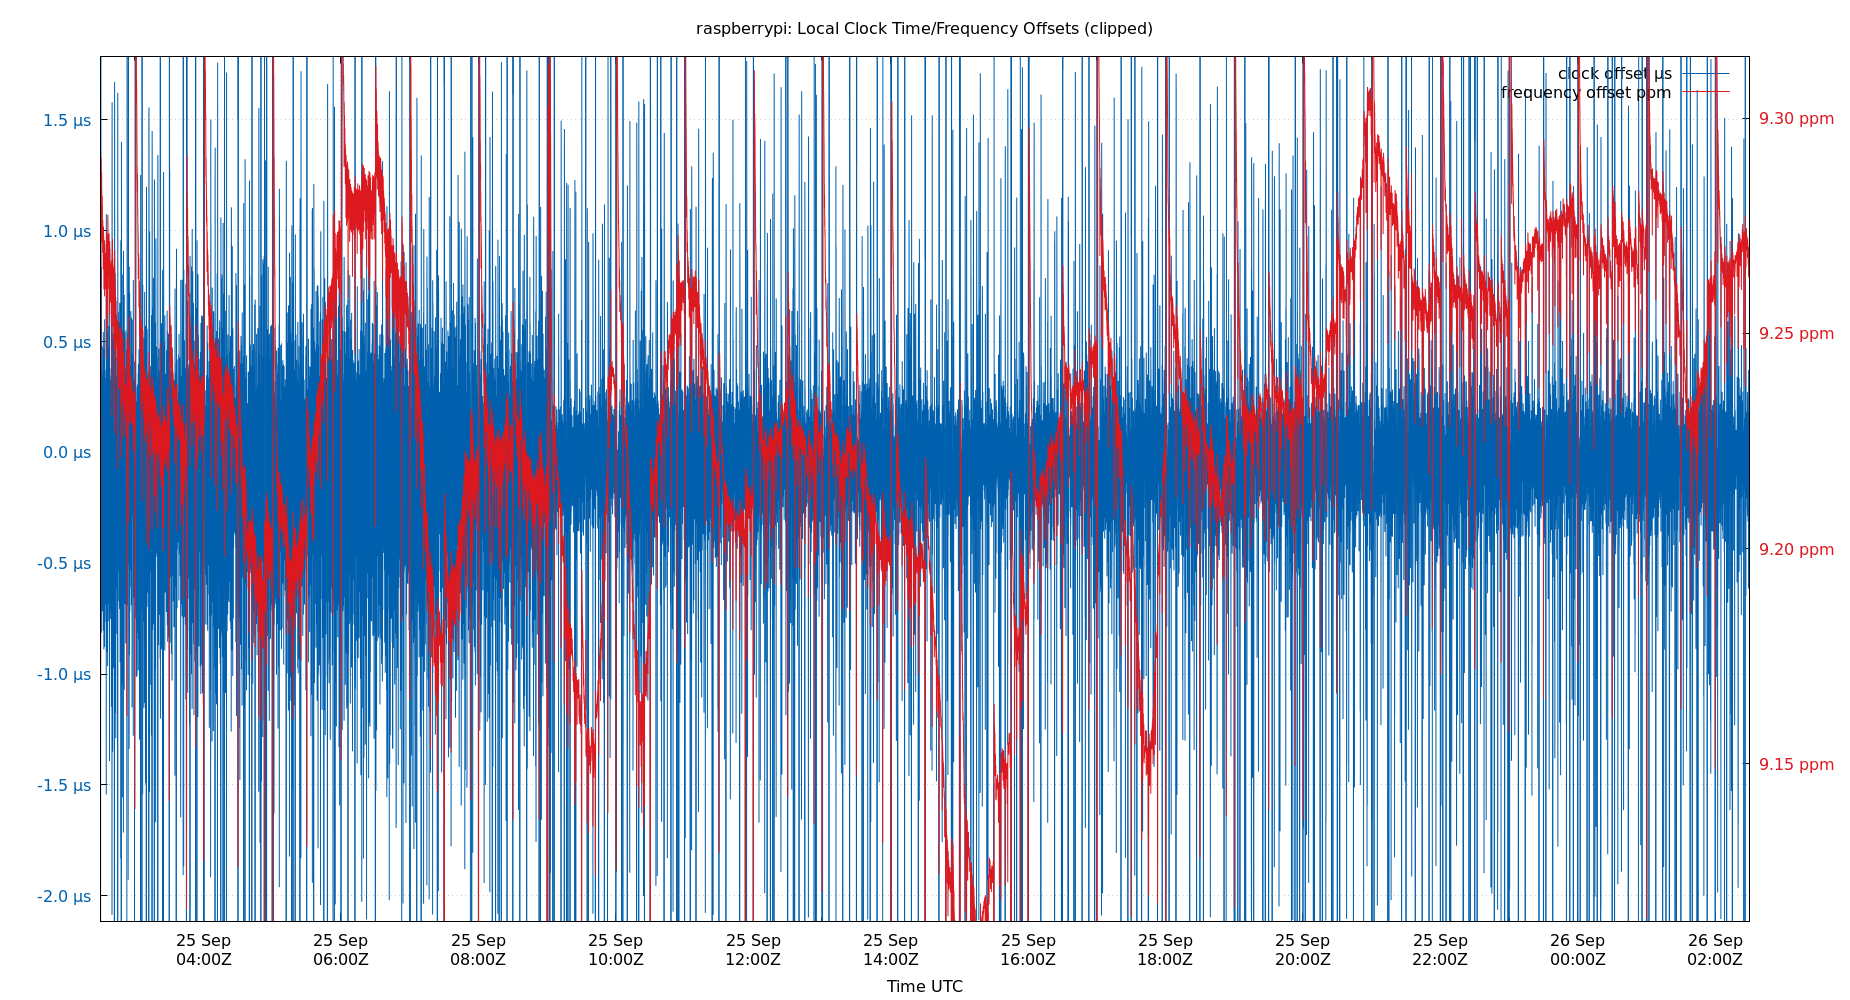 raspberrypi: Local Clock Time/Frequency Offsets (clipped)
clock offset µs
frequency offset ppm
1.5 µs
1.0 µs
0.5 µs
0.0 µs
-0.5 µs
-1.0 µs
-1.5 µs
-2.0 µs
9.30 ppm
9.25 ppm
9.20 ppm
9.15 ppm
25 Sep 25 Sep 25 Sep 25 Sep 25 Sep 25 Sep 25 Sep 25 Sep 25 Sep 25 Sep 26 Sep 26 Sep
04:00Z 06:00Z 08:00Z 10:00Z 12:00Z 14:00Z 16:00Z 18:00Z 20:00Z 22:00Z 00:00Z 02:00Z
Time UTC